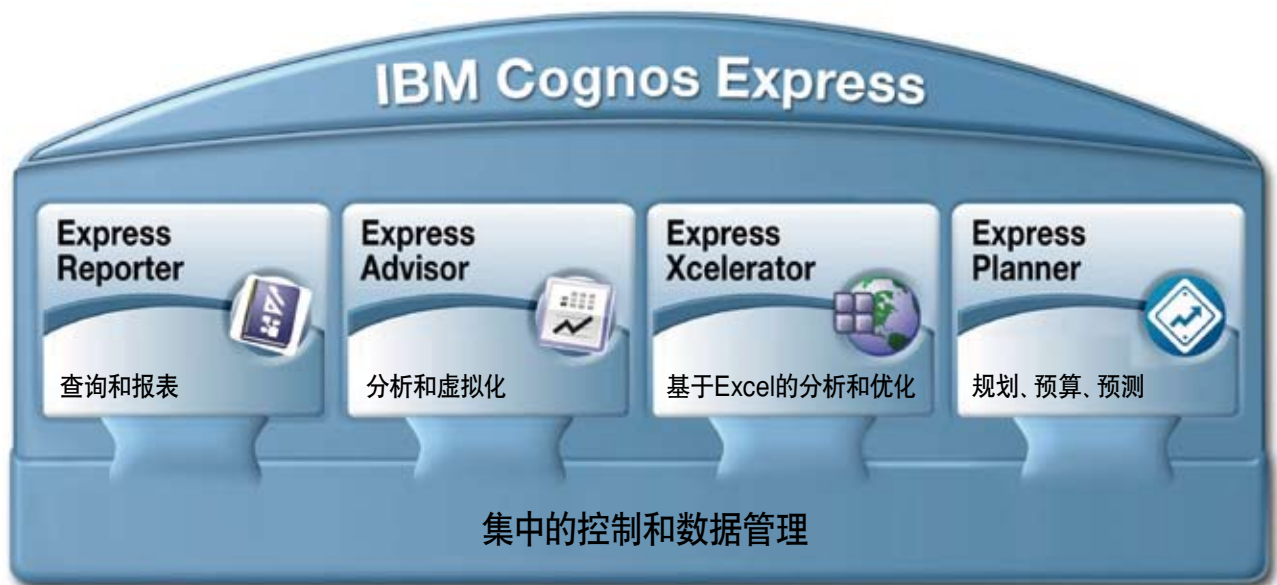 IBM Cognos Express
Express
Reporter
查询和报表
Express
Advisor
分析和虚拟化
Express
Xcelerator
基于Excel的分析和优化
Express
Planner
规划、预算、预测
集中的控制和数据管理